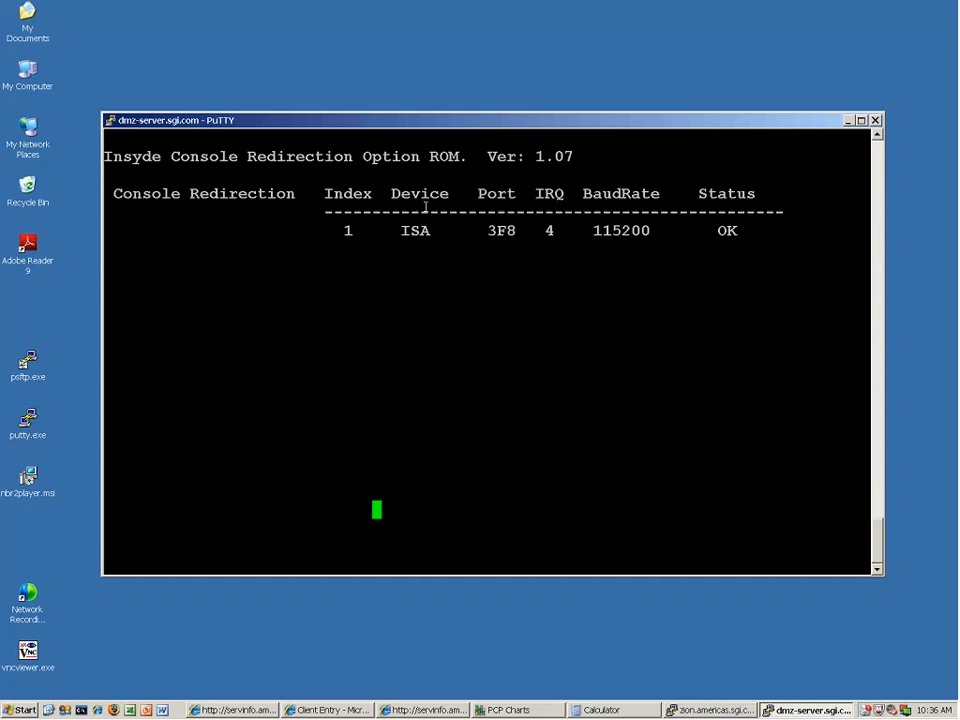 My
Documents
My Computer
My Network
Places
Recycle Bin
Adobe Reader
9
psftp.exe
putty.exe
nbr2player.msi
Network
Recordi...
VNC
vncviewer.exe
dmz-server.sgi.com - PuTTY
Insyde Console Redirection Option ROM. Ver: 1.07
Console Redirection Index Device Port IRQ BaudRate Status
------------------------------------------------
1 ISA 3F8 4 115200 OK
Start http://servinfo.am... Client Entry - Micr... http://servinfo.am... PCP Charts Calculator zion.americas.sgi.c... dmz-server.sgi.com... 10:36 AM